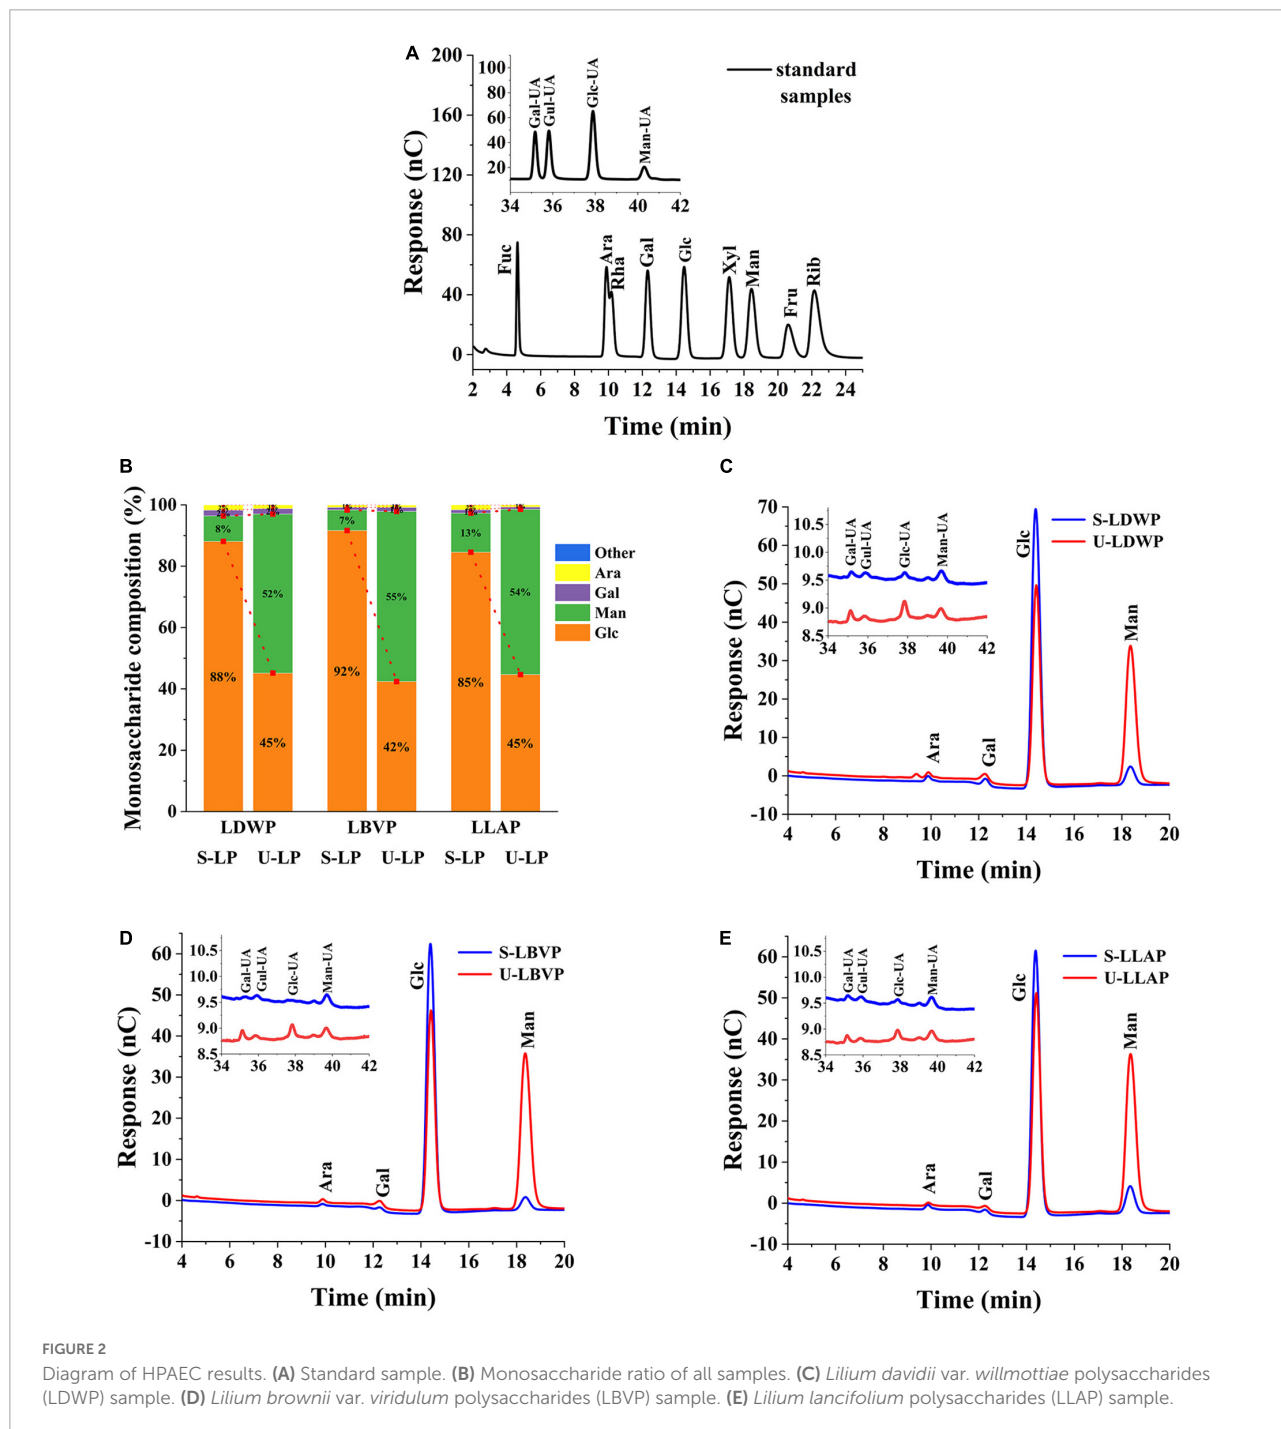 A
200
160
120
80
40
0
Response (nC)
2 4 6 8 10 12 14 16 18 20 22 24
Time (min)
standard
samples
100
80
60
40
20
34 36 38 40 42
Gal-UA
Gul-UA
Glc-UA
Man-UA
Fuc
Ara
Rha
Gal
Glc
Xyl
Man
Fru
Rib
B
Monosaccharide composition (%)
100
80
60
40
20
0
8%
88%
52%
45%
7%
92%
55%
42%
13%
85%
54%
45%
LDWP LBVP LLAP
S-LP U-LP S-LP U-LP S-LP U-LP
Other
Ara
Gal
Man
Glc
C
Response (nC)
70
60
50
40
30
20
10
0
-10
4 6 8 10 12 14 16 18 20
Time (min)
S-LDWP
U-LDWP
10.5
10.0
9.5
9.0
8.5
34 36 38 40 42
Gal-UA
Gul-UA
Glc-UA
Man-UA
Ara
Gal
Glc
Man
D
Response (nC)
60
50
40
30
20
10
0
-10
4 6 8 10 12 14 16 18 20
Time (min)
S-LBVP
U-LBVP
10.5
10.0
9.5
9.0
8.5
34 36 38 40 42
Gal-UA
Gul-UA
Glc-UA
Man-UA
Ara
Gal
Glc
Man
E
Response (nC)
60
50
40
30
20
10
0
-10
4 6 8 10 12 14 16 18 20
Time (min)
S-LLAP
U-LLAP
10.5
10.0
9.5
9.0
8.5
34 36 38 40 42
Gal-UA
Gul-UA
Glc-UA
Man-UA
Ara
Gal
Glc
Man
FIGURE 2
Diagram of HPAEC results. (A) Standard sample. (B) Monosaccharide ratio of all samples. (C) Lilium davidii var. willmottiae polysaccharides
(LDWP) sample. (D) Lilium brownii var. viridulum polysaccharides (LBVP) sample. (E) Lilium lancifolium polysaccharides (LLAP) sample.